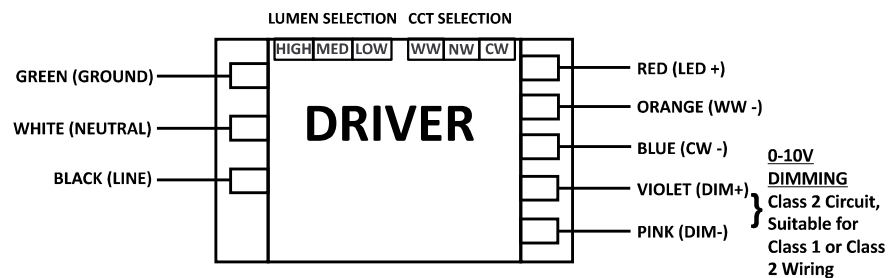 LUMEN SELECTION CCT SELECTION
HIGH MED LOW WW NW CW
GREEN (GROUND)
WHITE (NEUTRAL)
BLACK (LINE)
DRIVER
RED (LED +)
ORANGE (WW -)
BLUE (CW -)
VIOLET (DIM+)
PINK (DIM-)
}
0-10V
DIMMING
Class 2 Circuit,
Suitable for
Class 1 or Class
2 Wiring